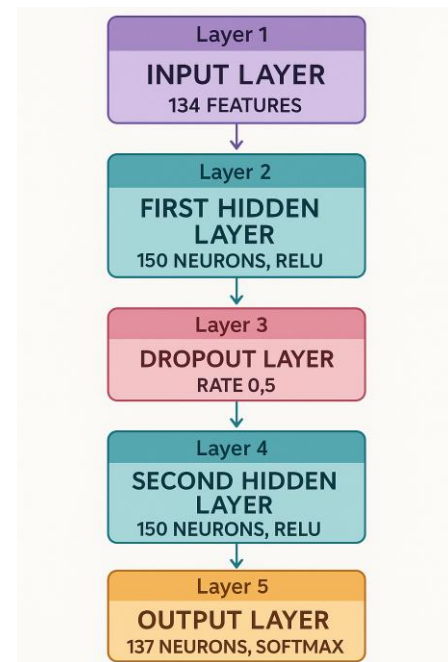 Layer 1
INPUT LAYER
134 FEATURES
Layer 2
FIRST HIDDEN
LAYER
150 NEURONS, RELU
Layer 3
DROPOUT LAYER
RATE 0,5
Layer 4
SECOND HIDDEN
LAYER
150 NEURONS, RELU
Layer 5
OUTPUT LAYER
137 NEURONS, SOFTMAX